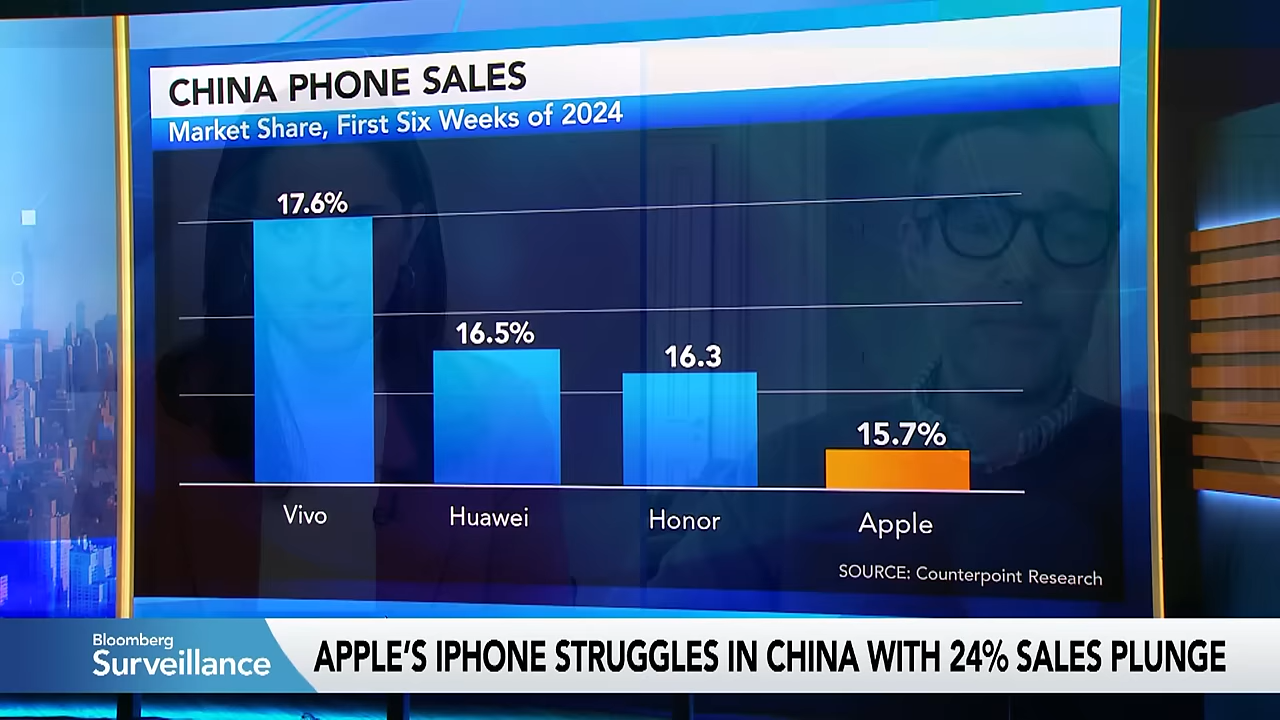 CHINA PHONE SALES
Market Share, First Six Weeks of 2024
17.6%
16.5%
16.3
15.7%
Vivo
Huawei
Honor
Apple
SOURCE: Counterpoint Research
Bloomberg
Surveillance
APPLE'S IPHONE STRUGGLES IN CHINA WITH 24% SALES PLUNGE